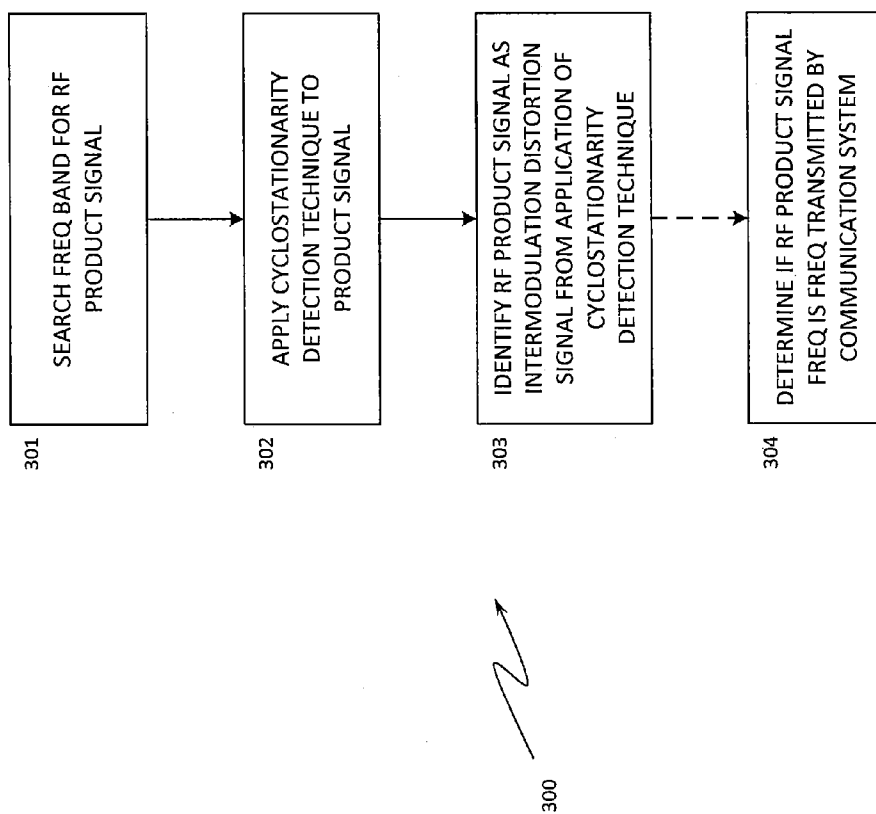 301
SEARCH FREQ BAND FOR RF
PRODUCT SIGNAL
302
APPLY CYCLOSTATIONARITY
DETECTION TECHNIQUE TO
PRODUCT SIGNAL
303
IDENTIFY RF PRODUCT SIGNAL AS
INTERMODULATION DISTORTION
SIGNAL FROM APPLICATION OF
CYCLOSTATIONARITY
DETECTION TECHNIQUE
304
DETERMINE IF RF PRODUCT SIGNAL
FREQ IS FREQ TRANSMITTED BY
COMMUNICATION SYSTEM
300